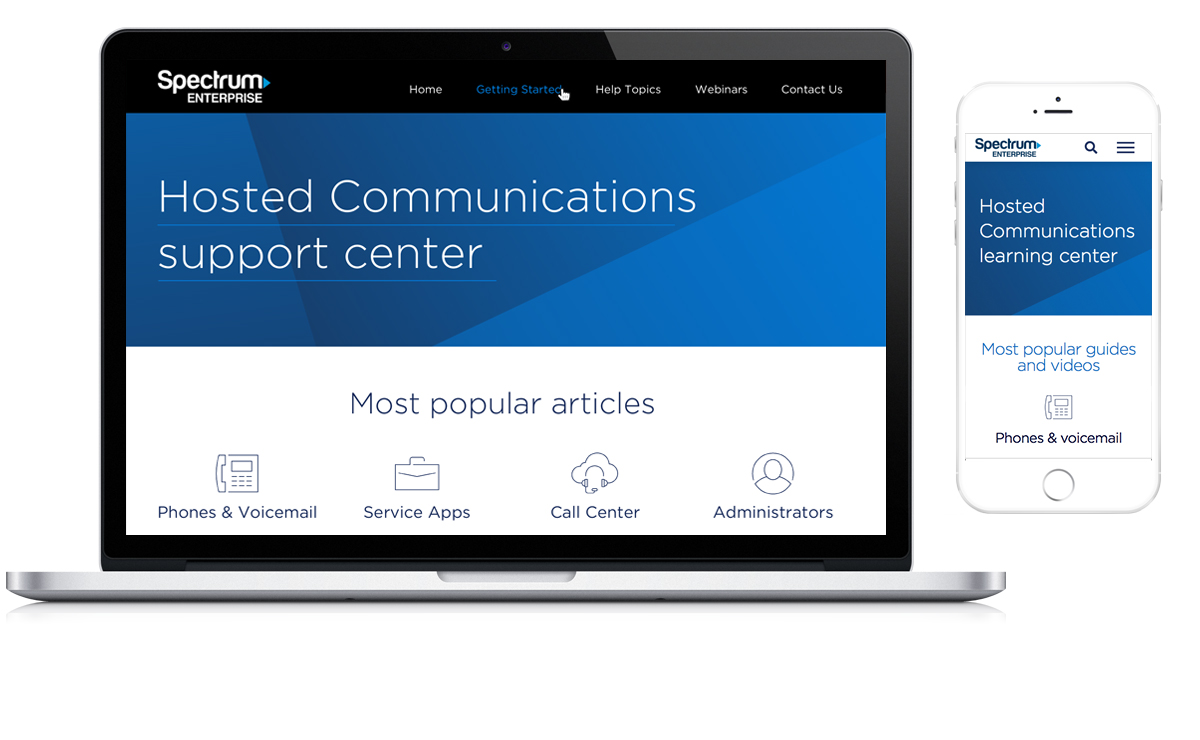 Spectrum
ENTERPRISE
Home Getting Started Help Topics Webinars Contact Us
Hosted Communications
support center
Most popular articles
Phones & Voicemail Service Apps Call Center Administrators
Spectrum
ENTERPRISE
Hosted
Communications
learning center
Most popular guides
and videos
Phones & voicemail